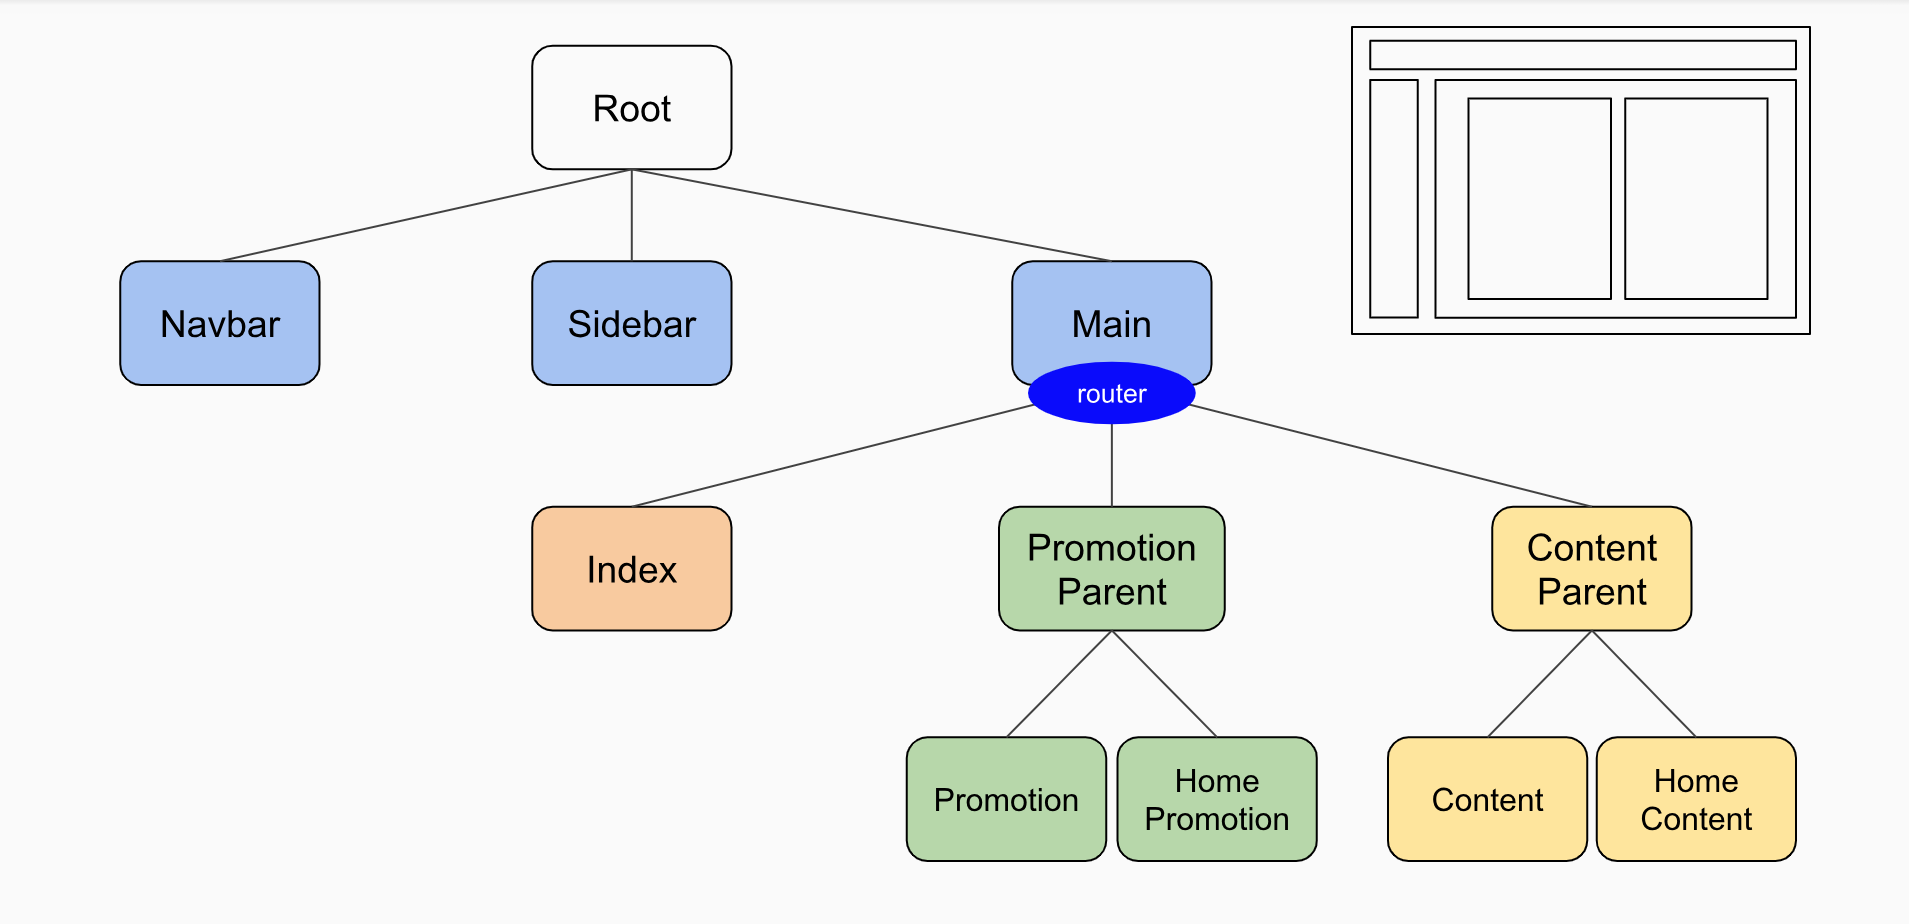 Root
Navbar
Sidebar
Main
router
Index
Promotion
Parent
Content
Parent
Promotion
Home
Promotion
Content
Home
Content